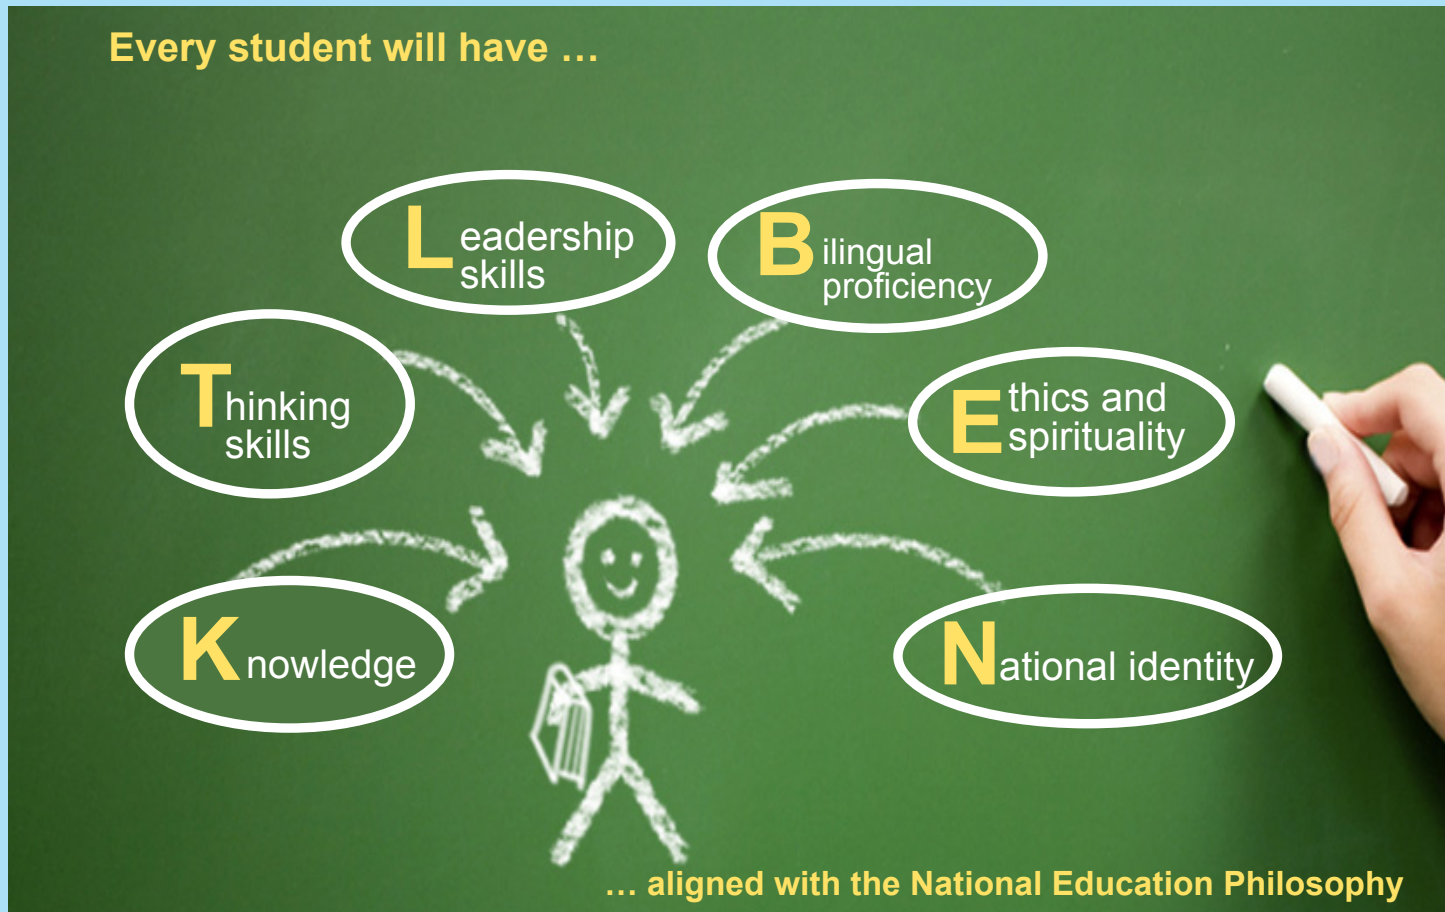 Every student will have …
Leadership
skills
Bilingual
proficiency
Thinking
skills
Ethics and
spirituality
Knowledge
National identity
… aligned with the National Education Philosophy